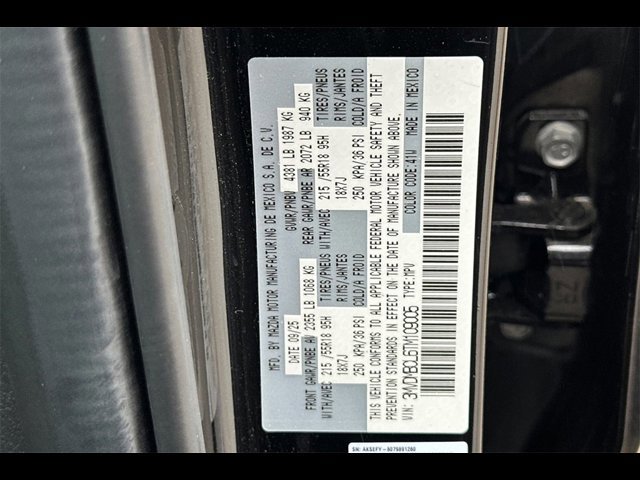 MFD. BY MAZDA MOTOR MANUFACTURING DE MEXICO S.A. DE C.V.
DATE 09/25 GVWR/PNBV 4381 LB 1987 KG
FRONT GAWR/PNBE AV 2355 LB 1068 KG REAR GAWR/PNBE AR 2072 LB 940 KG
WITH/AVEC 215 /55R18 95H TIRES/PNEUS WITH/AVEC 215 /55R18 95H TIRES/PNEUS
18X7J RIMS/JANTES 18X7J RIMS/JANTES
250 KPA/36 PSI COLD/A FROID 250 KPA/36 PSI COLD/A FROID
THIS VEHICLE CONFORMS TO ALL APPLICABLE FEDERAL MOTOR VEHICLE SAFETY AND THEFT
PREVENTION STANDARDS IN EFFECT ON THE DATE OF MANUFACTURE SHOWN ABOVE.
VIN: 3MVDMBCL6TM109005 TYPE: MPV COLOR CODE:41W MADE IN MEXICO